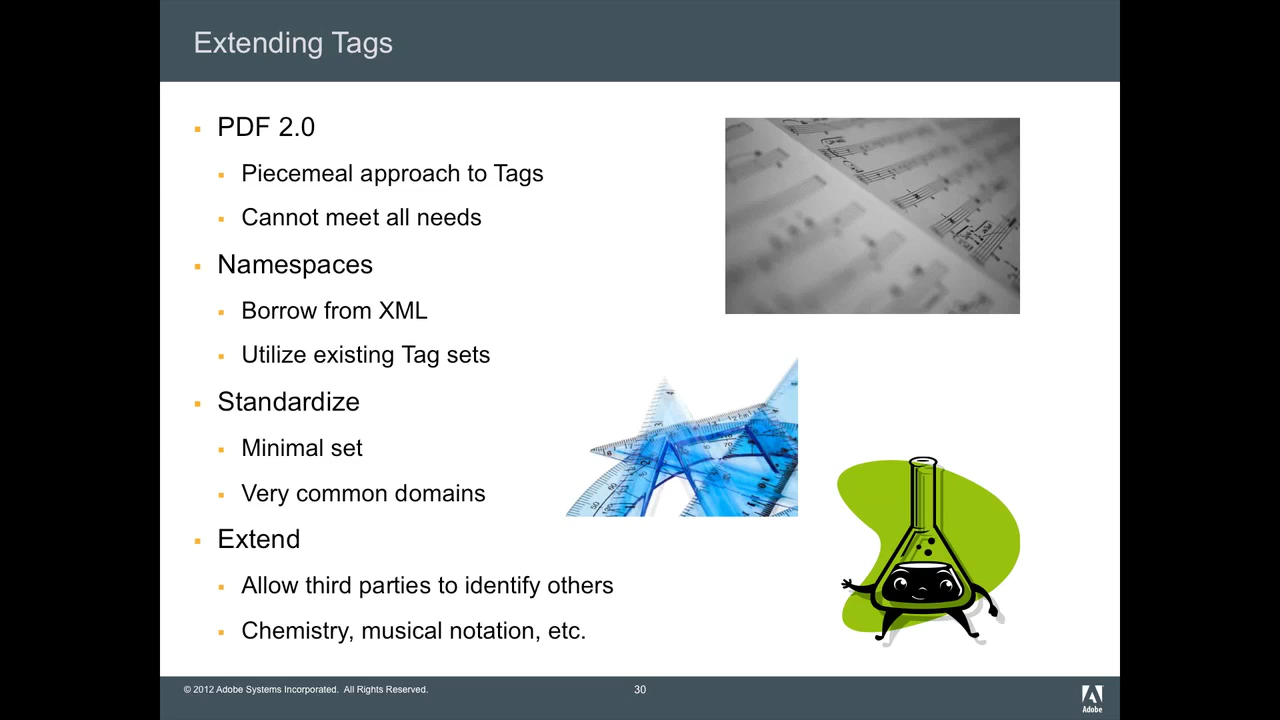 Extending Tags
PDF 2.0
Piecemeal approach to Tags
Cannot meet all needs
Namespaces
Borrow from XML
Utilize existing Tag sets
Standardize
Minimal set
Very common domains
Extend
Allow third parties to identify others
Chemistry, musical notation, etc.
© 2012 Adobe Systems Incorporated. All Rights Reserved.
30
Adobe